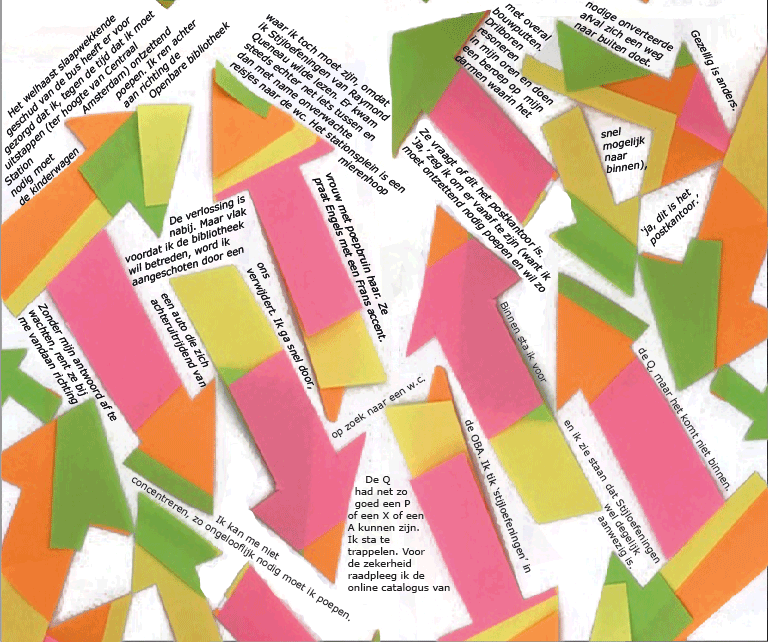 Het welhaast slaapwekkende
geschud van de bus heeft er voor
gezorgd dat ik, tegen de tijd dat ik moet
uitstappen (ter hoogte van Centraal
Station
Amsterdam) ontzettend
nodig moet
poepen. Ik ren achter
de kinderwagen
aan richting de
Openbare bibliotheek
waar ik toch moet zijn, omdat
ik Stijloefeningen van Raymond
Queneau wilde lezen. Er kwam
steeds echter iets tussen en
dan met name onverwachte
reisjes naar de wc. Het stationsplein is een
mierenhoop
met overal
bouwputten.
Drilboren
resoneren
in mijn oren en doen
een beroep op mijn
darmen waarin het
nodige onverteerde
afval zich een weg
naar buiten doet.
Gezellig is anders.
snel
mogelijk
naar
binnen),
'Ja, dit is het
postkantoor.'
Ze vraagt of dit het postkantoor is.
'Ja,' zeg ik om er vanaf te zijn (want ik
moet ontzettend nodig poepen en wil zo
vrouw met poepbruin haar. Ze
praat Engels met een Frans accent.
De verlossing is
nabij. Maar vlak
voordat ik de bibliotheek
wil betreden, word ik
aangeschoten door een
Zonder mijn antwoord af te
wachten, rent ze bij
me vandaan richting
een auto die zich
achteruitrijdend van
ons
verwijdert. Ik ga snel door,
op zoek naar een w.c.
Binnen sta ik voor
de Q, maar het komt niet binnen.
en ik zie staan dat Stijloefeningen
wel degelijk
aanwezig is.
de OBA. Ik tik 'stijloefeningen' in
De Q
had net zo
goed een P
of een X of een
A kunnen zijn.
Ik sta te
trappelen. Voor
de zekerheid
raadpleeg ik de
online catalogus van
Ik kan me niet
concentreren, zo ongelooflijk nodig moet ik poepen.